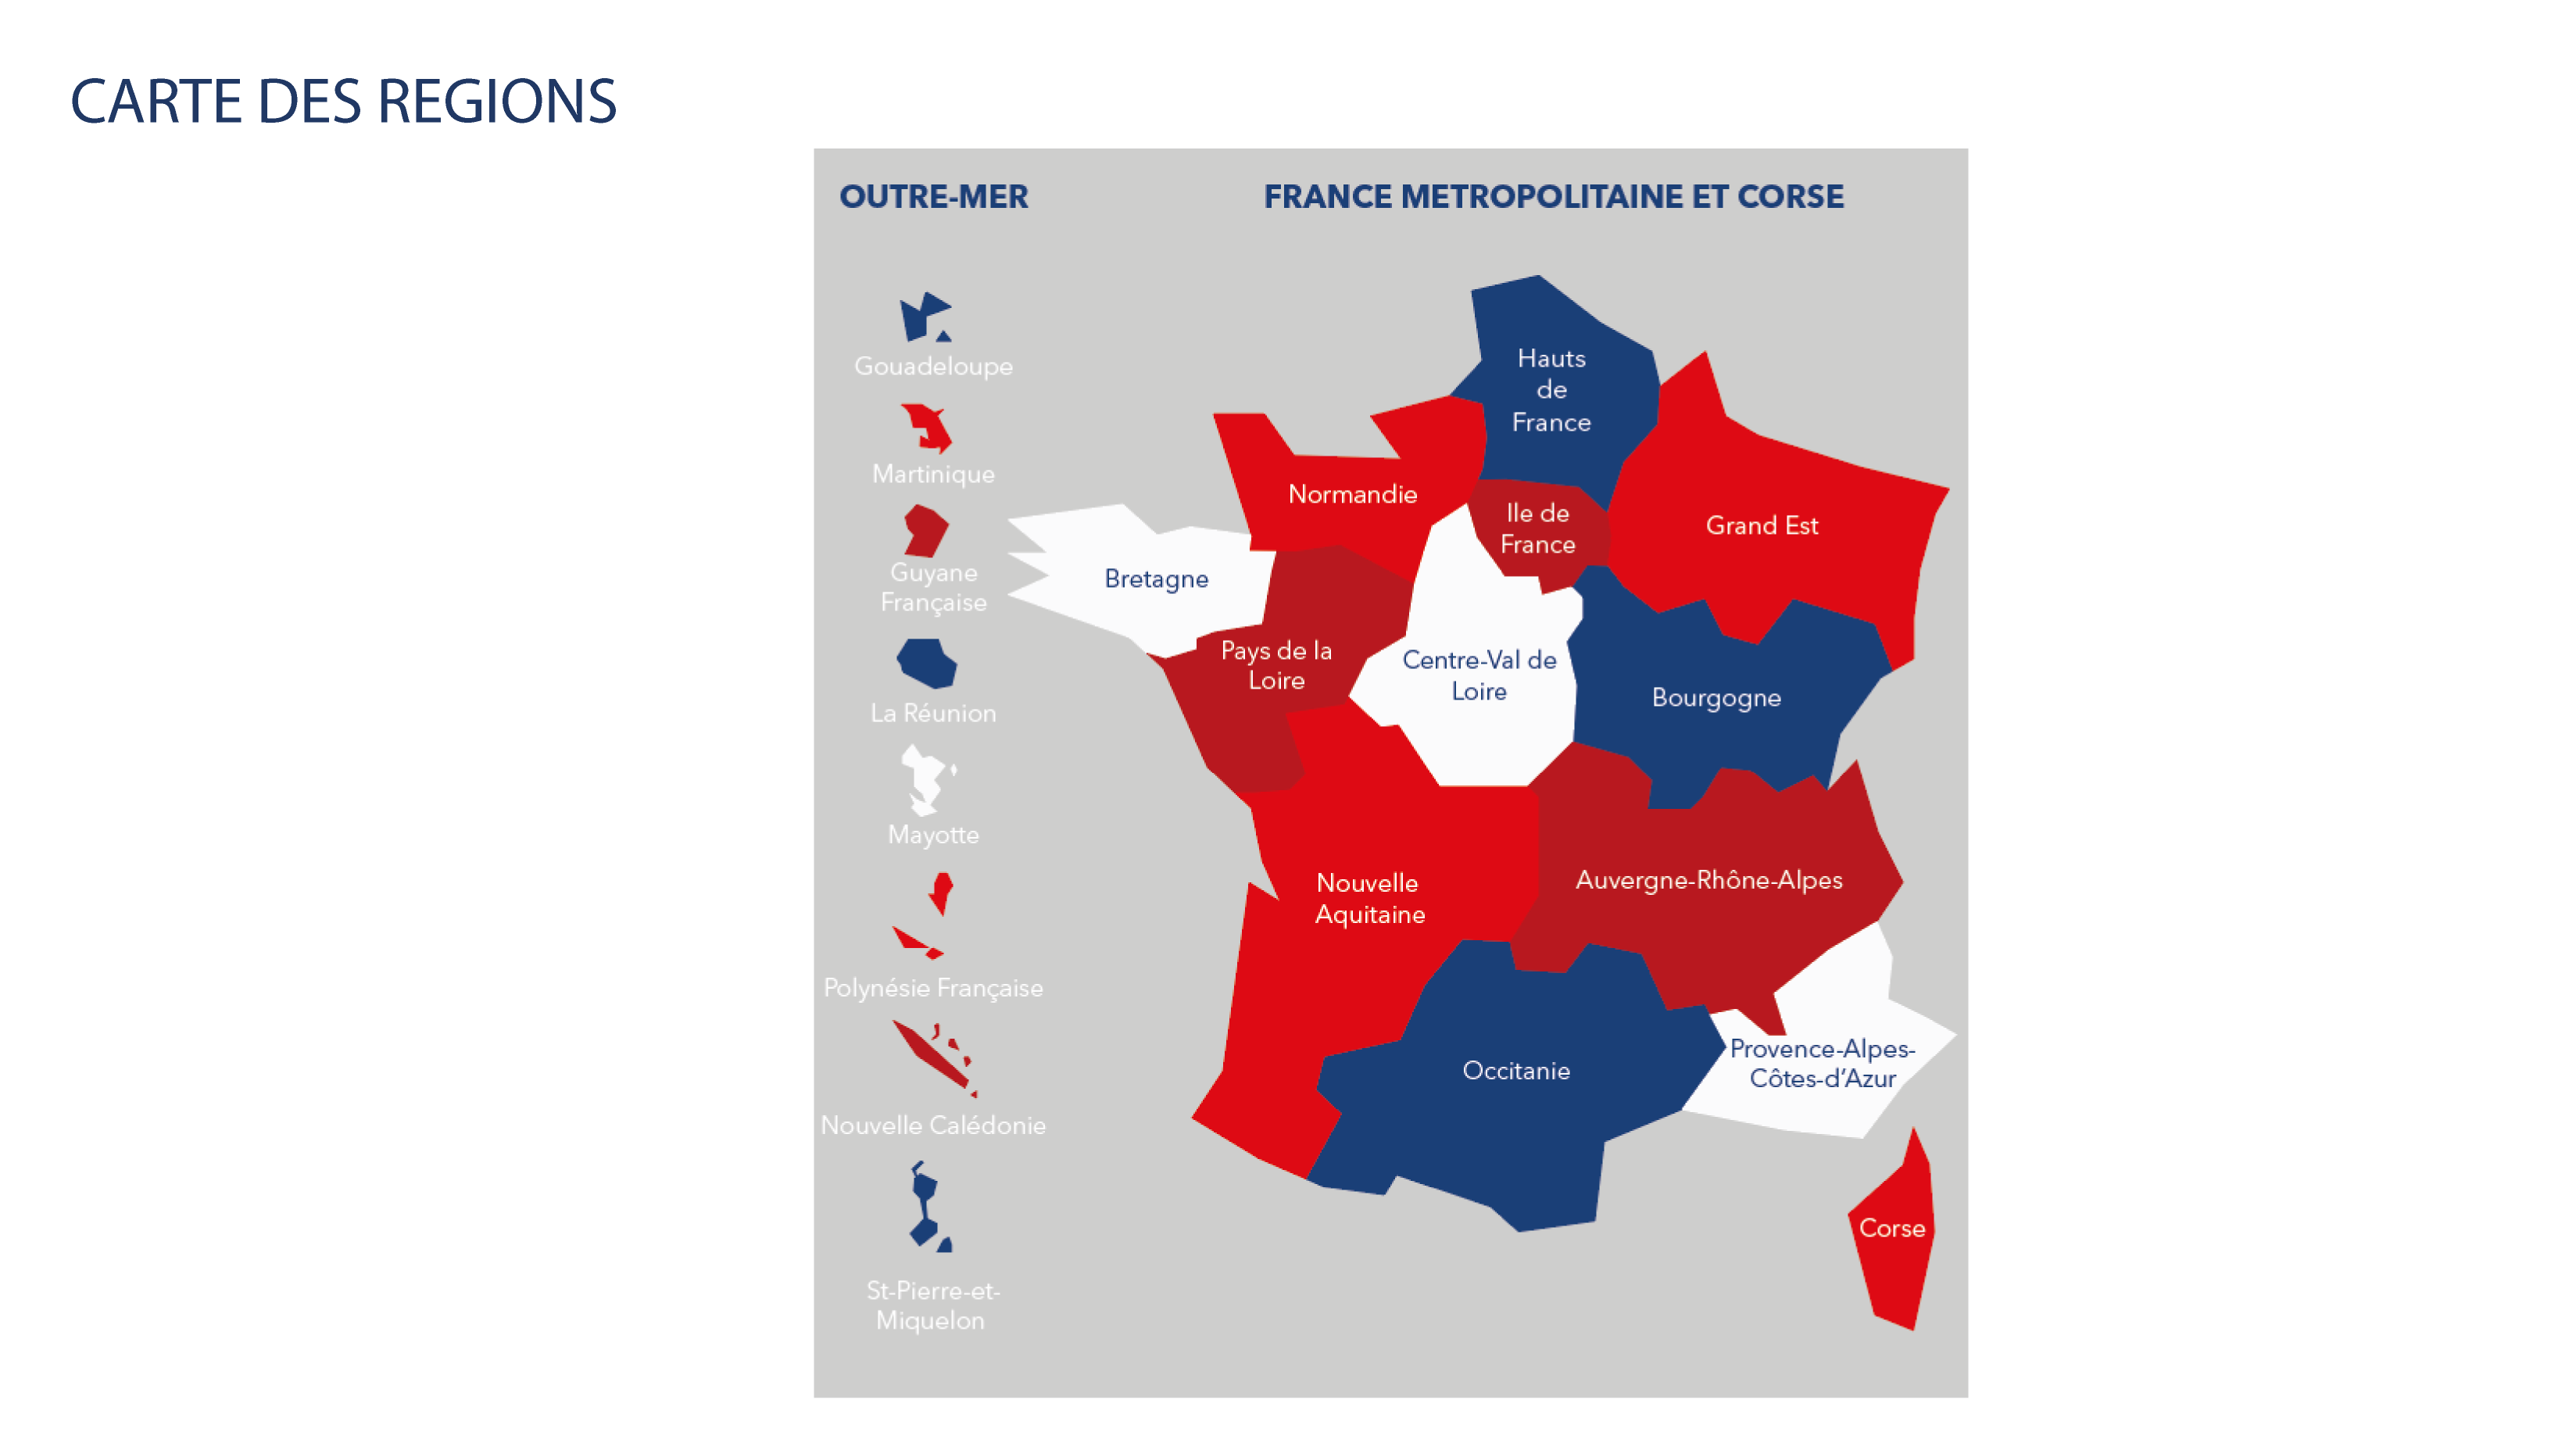 CARTE DES REGIONS
OUTRE-MER
FRANCE METROPOLITAINE ET CORSE
Gouadeloupe
Martinique
Guyane
Française
La Réunion
Mayotte
Polynésie Française
Nouvelle Calédonie
St-Pierre-et-
Miquelon
Hauts
de
France
Normandie
Ile de
France
Grand Est
Bretagne
Pays de la
Loire
Centre-Val de
Loire
Bourgogne
Nouvelle
Aquitaine
Auvergne-Rhône-Alpes
Occitanie
Provence-Alpes-
Côtes-d’Azur
Corse